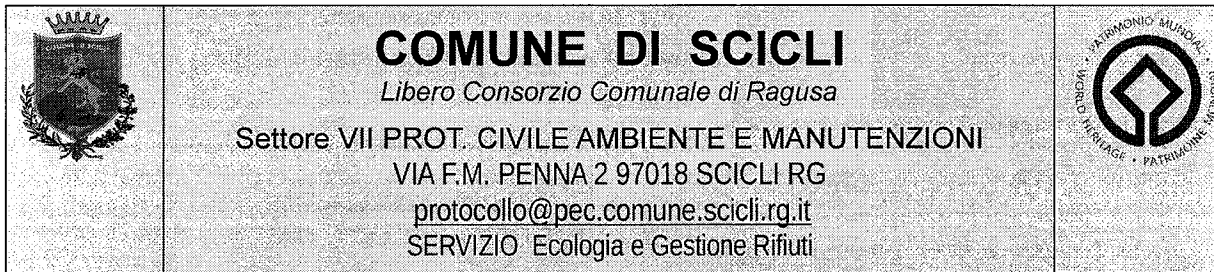 COMUNE DI SCICLI
Libero Consorzio Comunale di Ragusa
Settore VII PROT. CIVILE AMBIENTE E MANUTENZIONI
VIA F.M. PENNA 2 97018 SCICLI RG
protocollo@pec.comune.scicli.rg.it
SERVIZIO Ecologia e Gestione Rifiuti
PATRIMONIO MUNDIAL • WORLD HERITAGE • PATRIMOINE